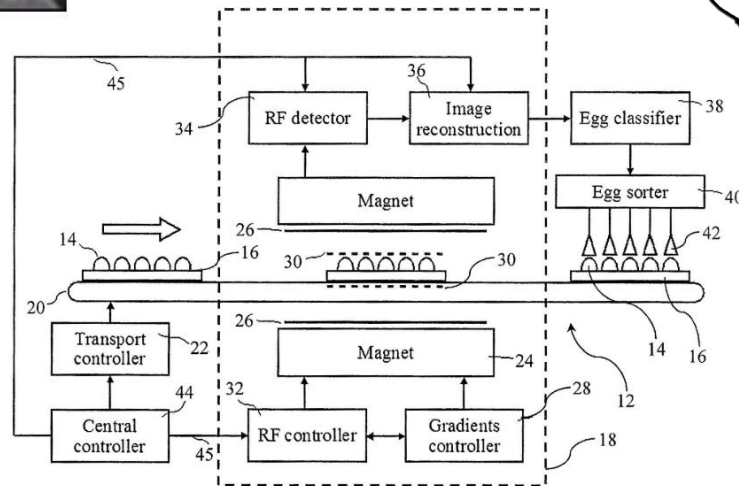 45
36
34
RF detector
Image
reconstruction
Egg classifier
38
Magnet
Egg sorter
40
26
42
14
16
30
30
20
26
Transport
controller
22
Magnet
24
14
16
12
44
32
28
Central
controller
45
RF controller
Gradients
controller
18